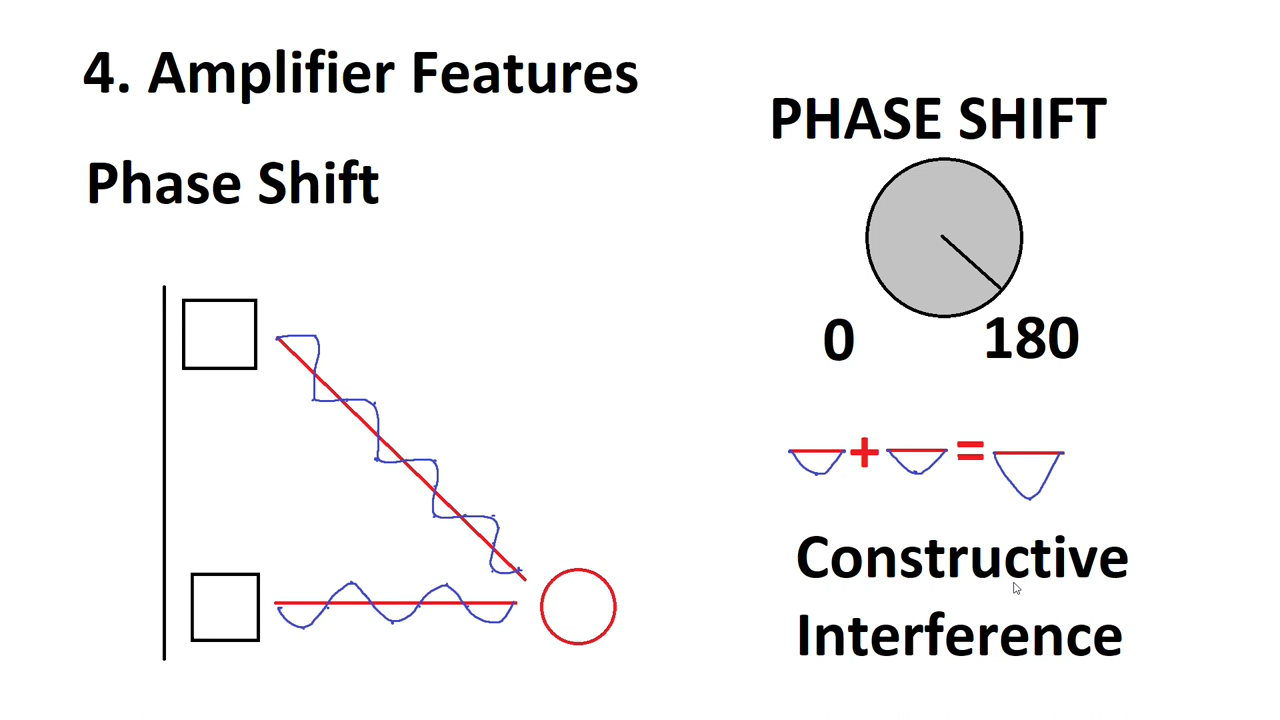 4. Amplifier Features
Phase Shift
PHASE SHIFT
0 180
+ =
Constructive
Interference